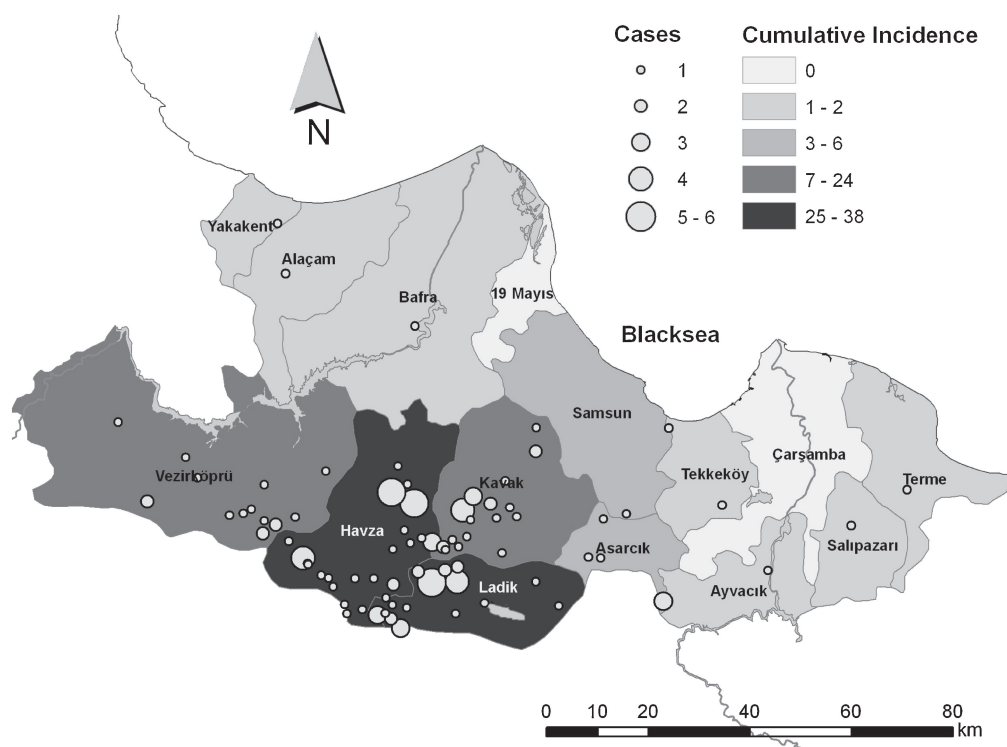 Cases Cumulative Incidence
1 0
2 1 - 2
3 3 - 6
4 7 - 24
5 - 6 25 - 38
N
Yakakent
Alaçam
Bafra
19 Mayıs
Blacksea
Samsun
Vezirköprü
Kavak
Tekkeköy
Çarşamba
Terme
Havza
Asarcık
Salıpazarı
Ladik
Ayvacık
0 10 20 40 60 80
km